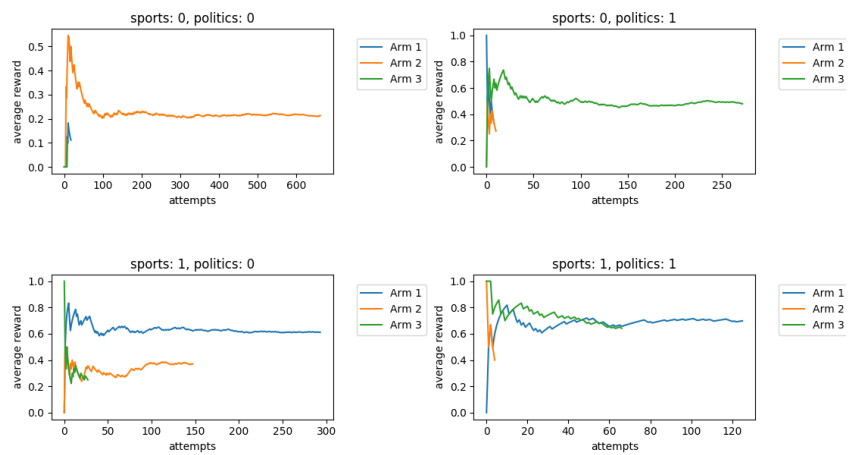 sports: 0, politics: 0
0.5
0.4
0.3
0.2
0.1
0.0
average reward
0 100 200 300 400 500 600
attempts
Arm 1
Arm 2
Arm 3
sports: 0, politics: 1
1.0
0.8
0.6
0.4
0.2
0.0
average reward
0 50 100 150 200 250
attempts
Arm 1
Arm 2
Arm 3
sports: 1, politics: 0
1.0
0.8
0.6
0.4
0.2
0.0
average reward
0 50 100 150 200 250 300
attempts
Arm 1
Arm 2
Arm 3
sports: 1, politics: 1
1.0
0.8
0.6
0.4
0.2
0.0
average reward
0 20 40 60 80 100 120
attempts
Arm 1
Arm 2
Arm 3